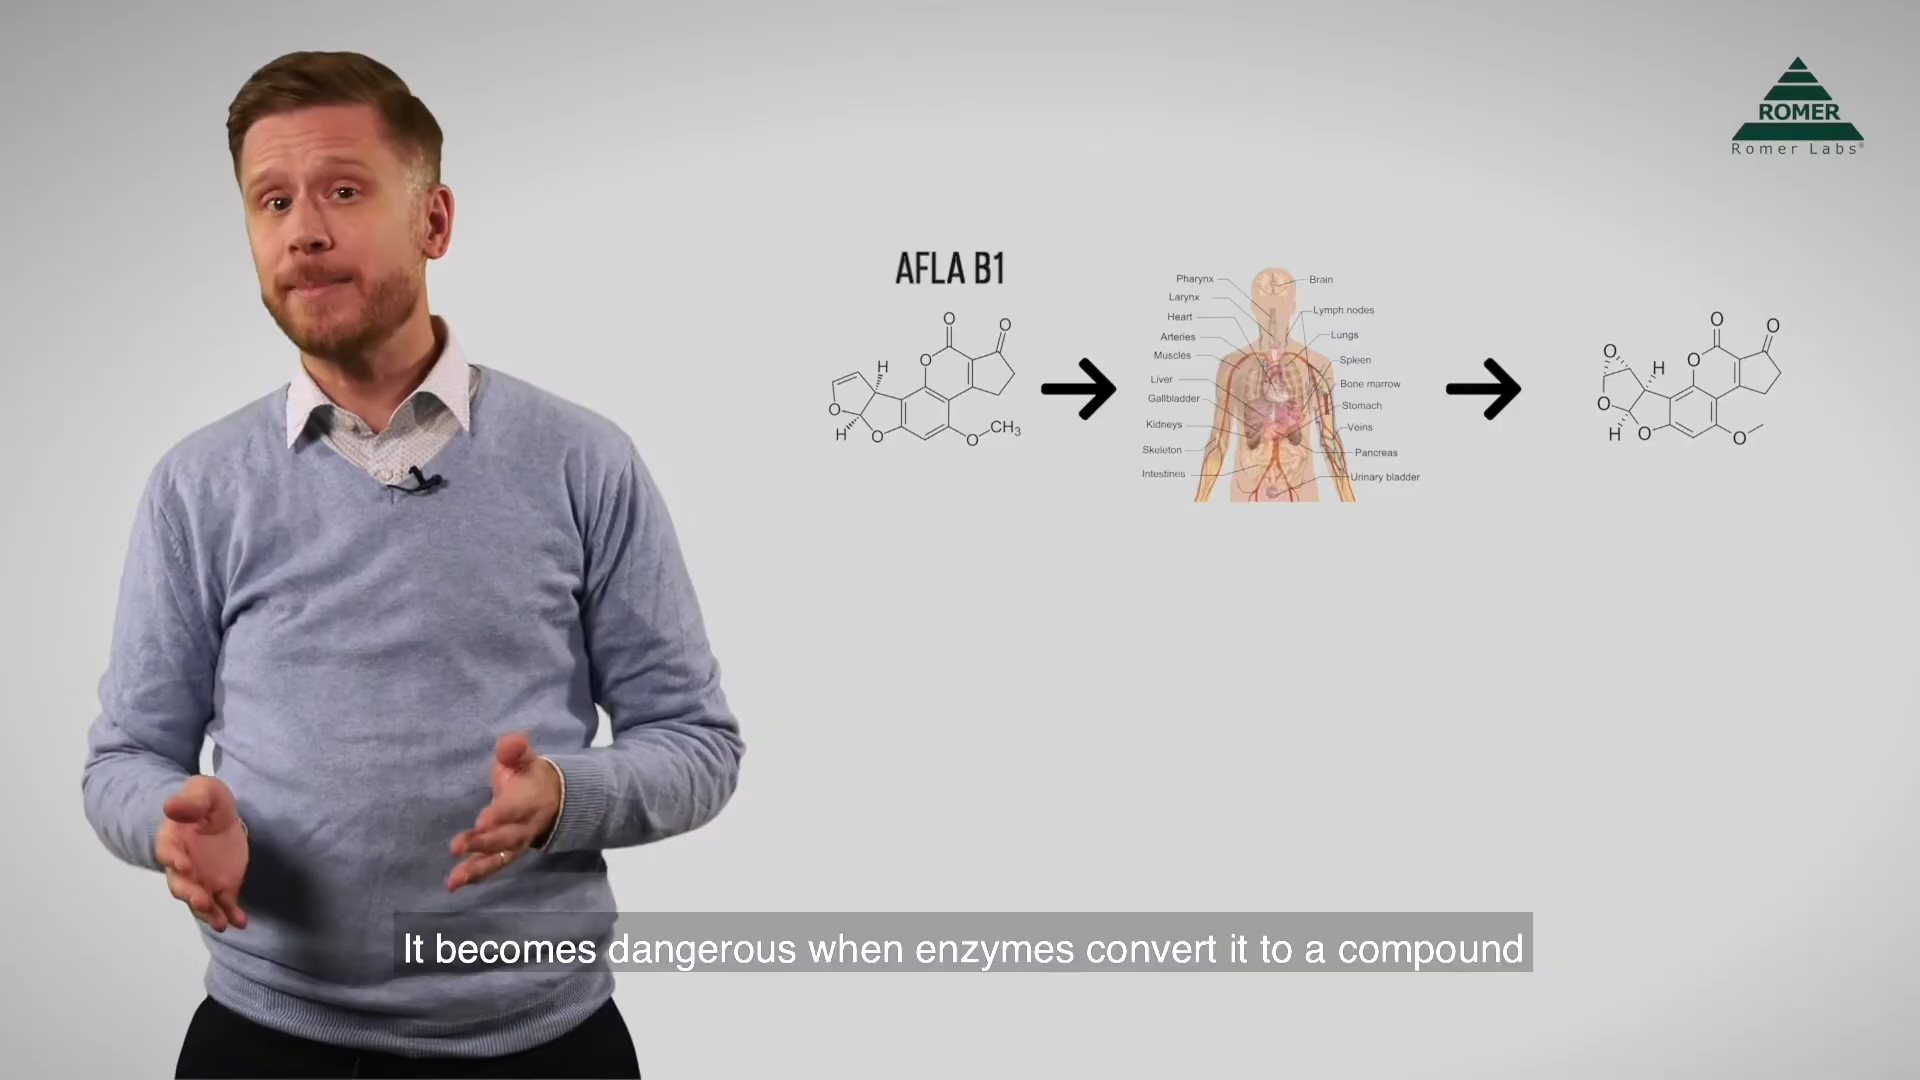 ROMER
Romer Labs®
AFLA B1
Pharynx
Brain
Larynx
Lymph nodes
Heart
Lungs
Arteries
Muscles
Spleen
Liver
Bone marrow
Gallbladder
Stomach
Kidneys
Veins
Skeleton
Pancreas
Intestines
Urinary bladder
O
O
O
H
O
H
O
O
CH3
O
O
O
O
H
O
H
O
O
It becomes dangerous when enzymes convert it to a compound